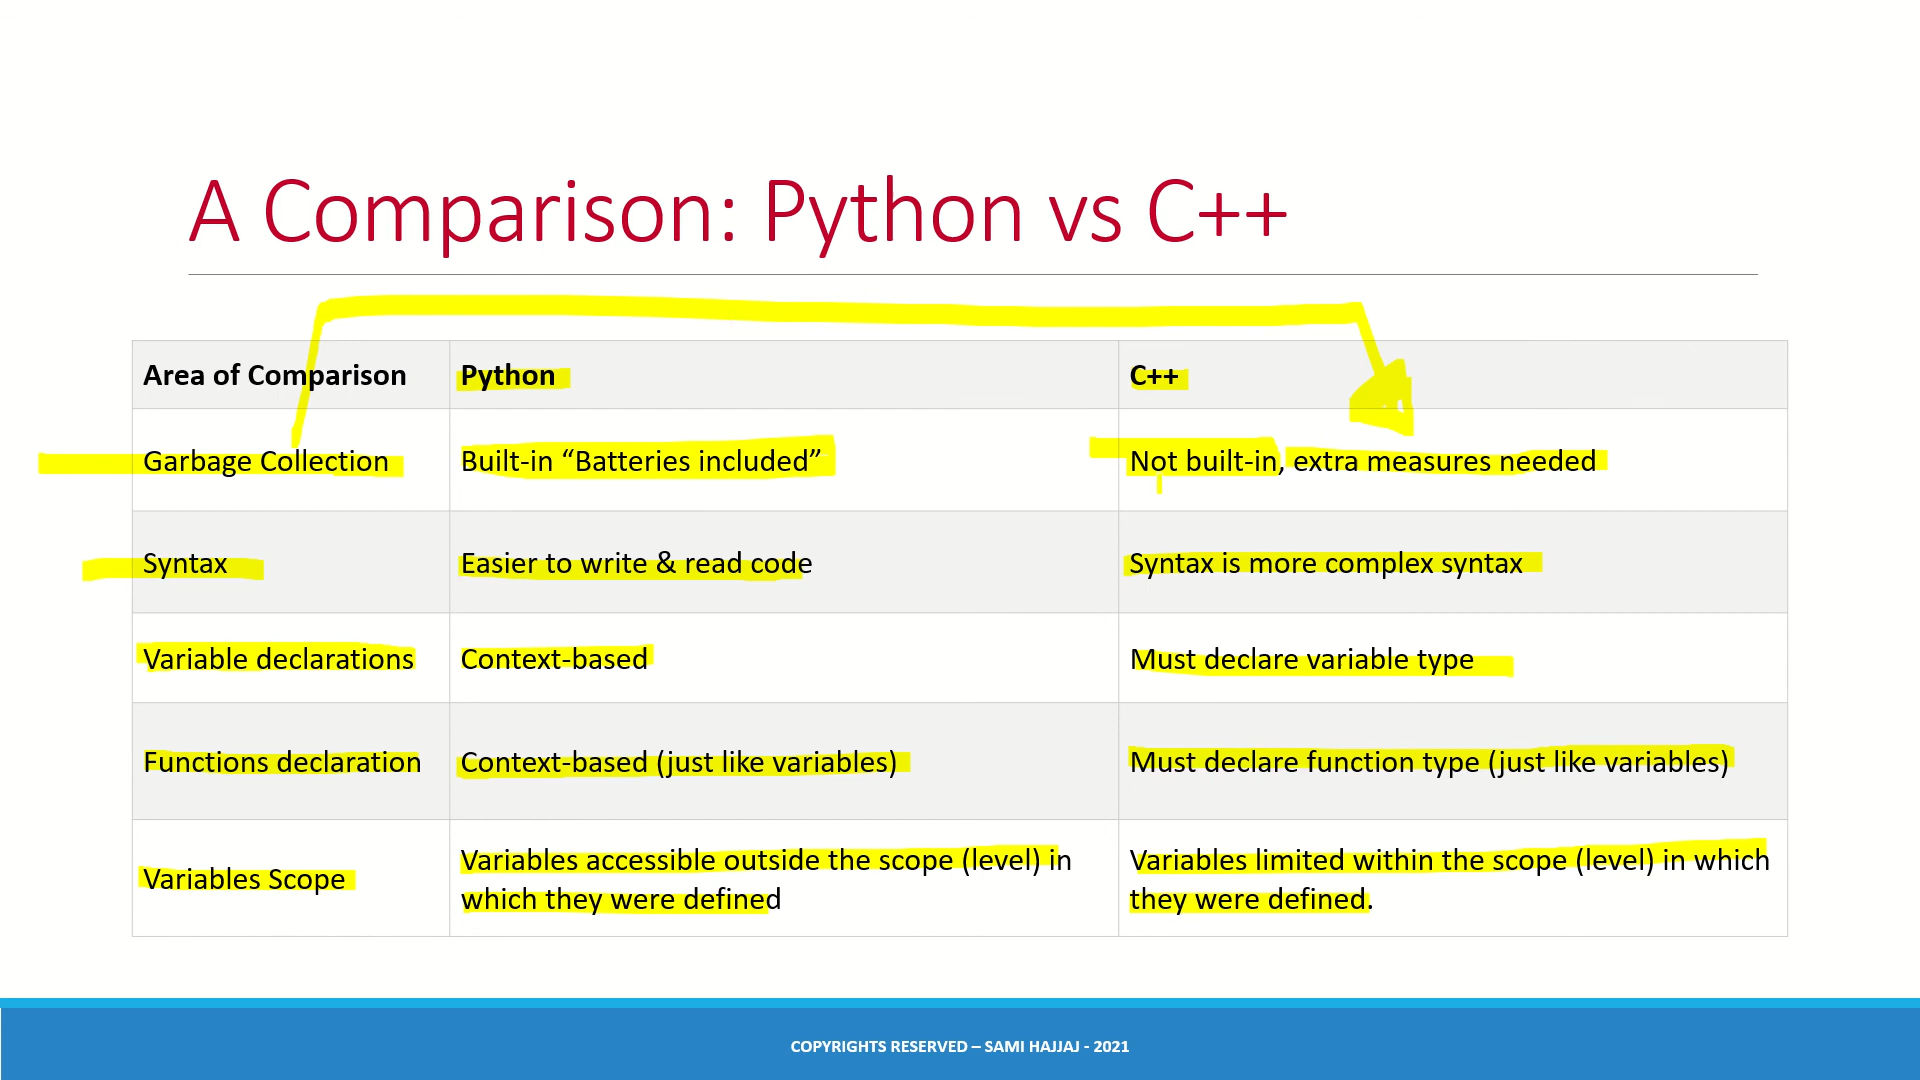 A Comparison: Python vs C++
Area of Comparison Python C++
Garbage Collection Built-in “Batteries included” Not built-in, extra measures needed
Syntax Easier to write & read code Syntax is more complex syntax
Variable declarations Context-based Must declare variable type
Functions declaration Context-based (just like variables) Must declare function type (just like variables)
Variables Scope
Variables accessible outside the scope (level) in
which they were defined
Variables limited within the scope (level) in which
they were defined.
COPYRIGHTS RESERVED – SAMI HAJJAJ - 2021